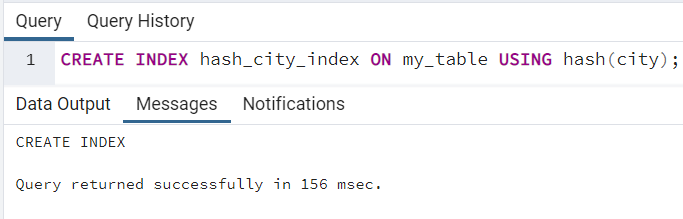 Query Query History
1 CREATE INDEX hash_city_index ON my_table USING hash(city);
Data Output Messages Notifications
CREATE INDEX
Query returned successfully in 156 msec.